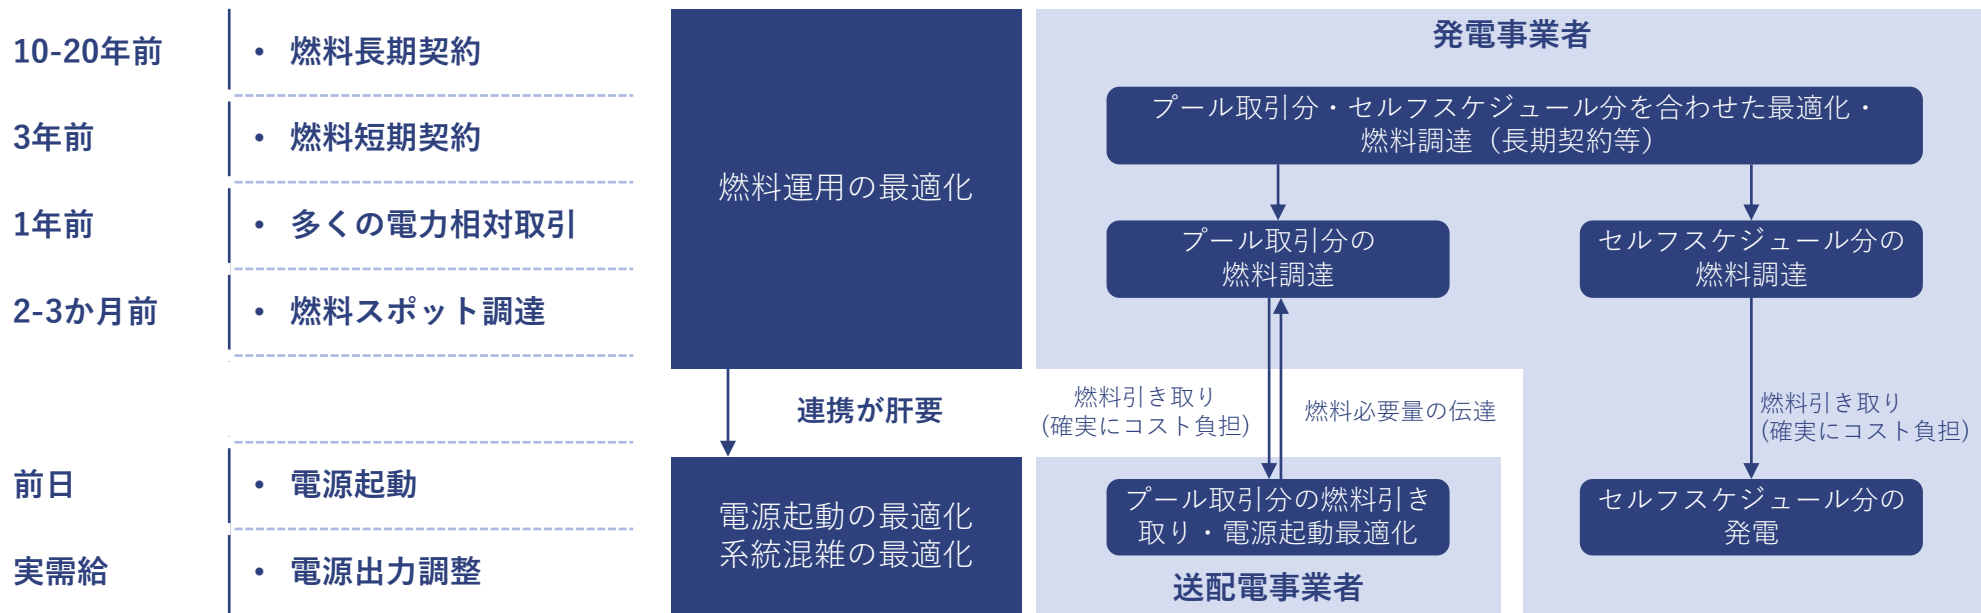 10-20年前
• 燃料長期契約
3年前
• 燃料短期契約
1年前
• 多くの電力相対取引
2-3か月前
• 燃料スポット調達
前日
• 電源起動
実需給
• 電源出力調整
燃料運用の最適化
連携が肝要
電源起動の最適化
系統混雑の最適化
発電事業者
プール取引分・セルフスケジュール分を合わせた最適化・
燃料調達（長期契約等）
プール取引分の
燃料調達
セルフスケジュール分の
燃料調達
燃料引き取り
(確実にコスト負担)
燃料必要量の伝達
燃料引き取り
(確実にコスト負担)
プール取引分の燃料引き
取り・電源起動最適化
セルフスケジュール分の
発電
送配電事業者